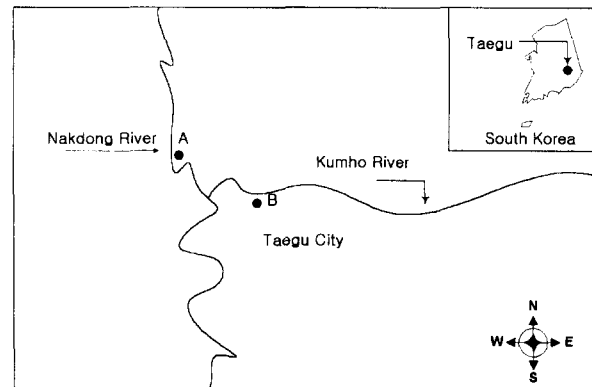 Taegu
South Korea
A
Nakdong River
Kumho River
B
Taegu City
N
W
E
S